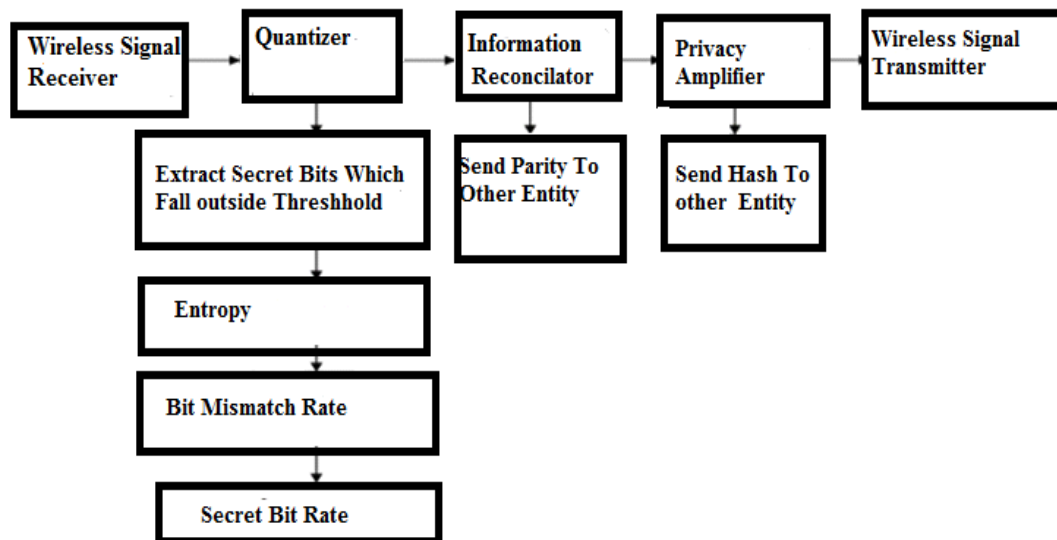 Wireless Signal
Receiver
Quantizer
Information
Reconcilator
Privacy
Amplifier
Wireless Signal
Transmitter
Extract Secret Bits Which
Fall outside Threshhold
Send Parity To
Other Entity
Send Hash To
other Entity
Entropy
Bit Mismatch Rate
Secret Bit Rate